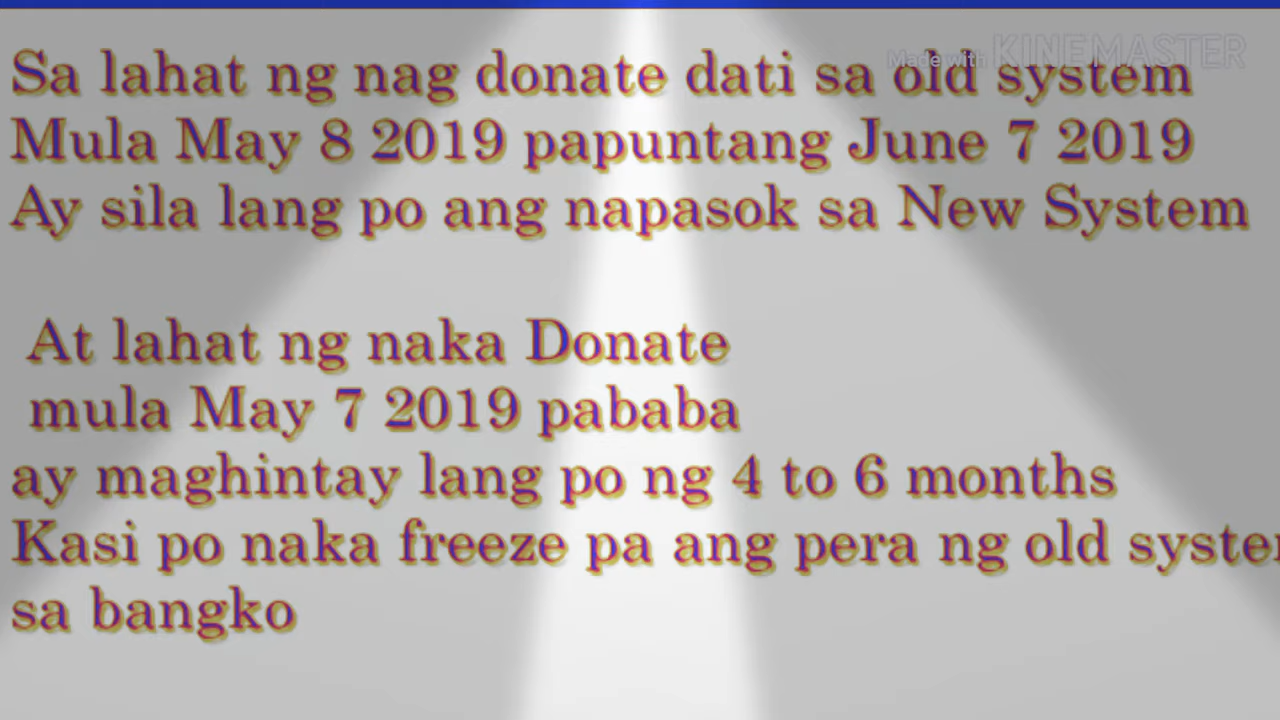 Made with KINEMASTER
Sa lahat ng nag donate dati sa old system
Mula May 8 2019 papuntang June 7 2019
Ay sila lang po ang napasok sa New System
At lahat ng naka Donate
mula May 7 2019 pababa
ay maghintay lang po ng 4 to 6 months
Kasi po naka freeze pa ang pera ng old syste
sa bangko